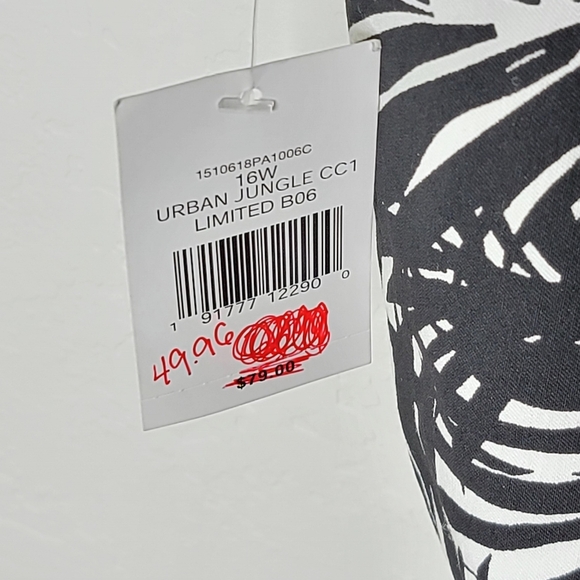 1510618PA1006C
16W
URBAN JUNGLE CC1
LIMITED B06
1 91777 12290 0
49.96
$79.00